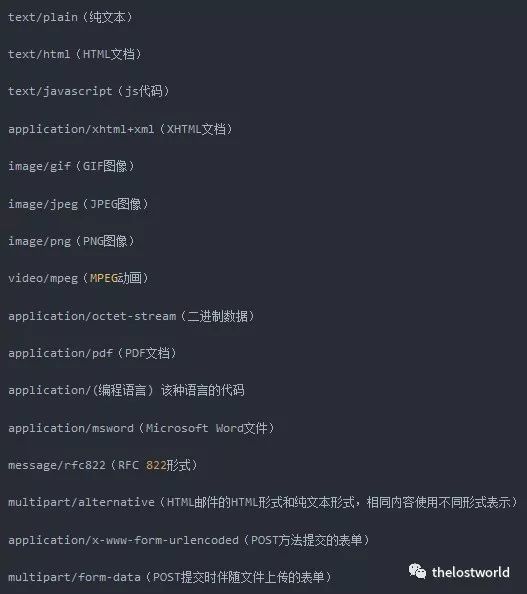 text/plain（纯文本）
text/html（HTML文档）
text/javascript（js代码）
application/xhtml+xml（XHTML文档）
image/gif（GIF图像）
image/jpeg（JPEG图像）
image/png（PNG图像）
video/mpeg（MPEG动画）
application/octet-stream（二进制数据）
application/pdf（PDF文档）
application/(编程语言) 该种语言的代码
application/msword（Microsoft Word文件）
message/rfc822（RFC 822形式）
multipart/alternative（HTML邮件的HTML形式和纯文本形式，相同内容使用不同形式表示）
application/x-www-form-urlencoded（POST方法提交的表单）
multipart/form-data（POST提交时伴随文件上传的表单）
thelostworld